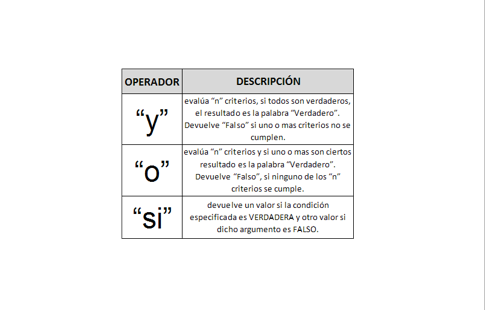 OPERADOR DESCRIPCIÓN
"y"
evalúa "n" criterios, si todos son verdaderos,
el resultado es la palabra "Verdadero".
Devuelve "Falso" si uno o mas criterios no se
cumplen.
"o"
evalúa "n" criterios y si uno o mas son ciertos
resultado es la palabra "Verdadero".
Devuelve "Falso", si ninguno de los "n"
criterios se cumple.
"si"
devuelve un valor si la condición
especificada es VERDADERA y otro valor si
dicho argumento es FALSO.